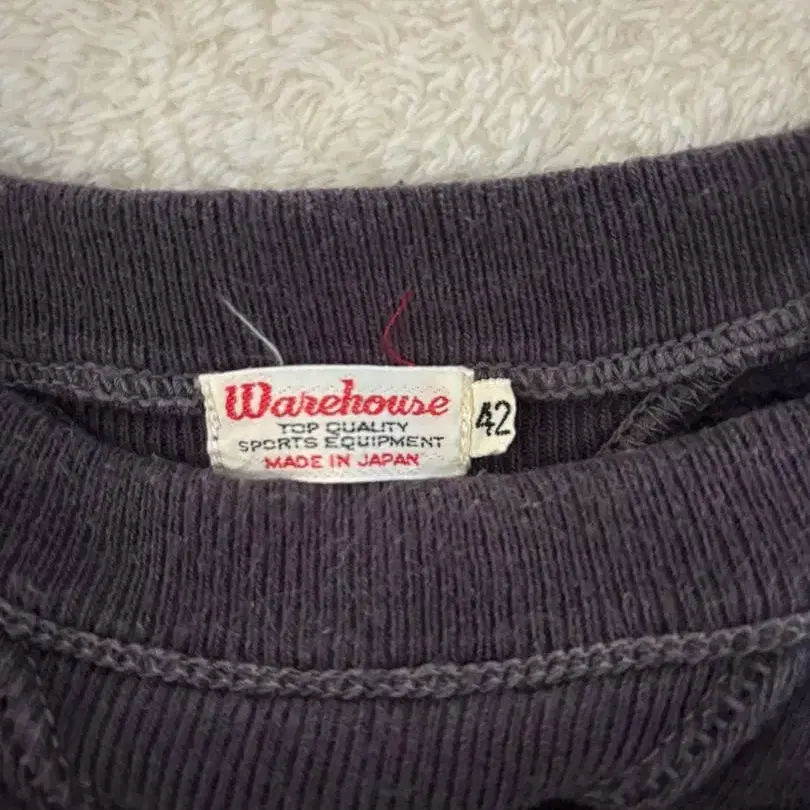 Warehouse
TOP QUALITY
SPORTS EQUIPMENT
MADE IN JAPAN
42